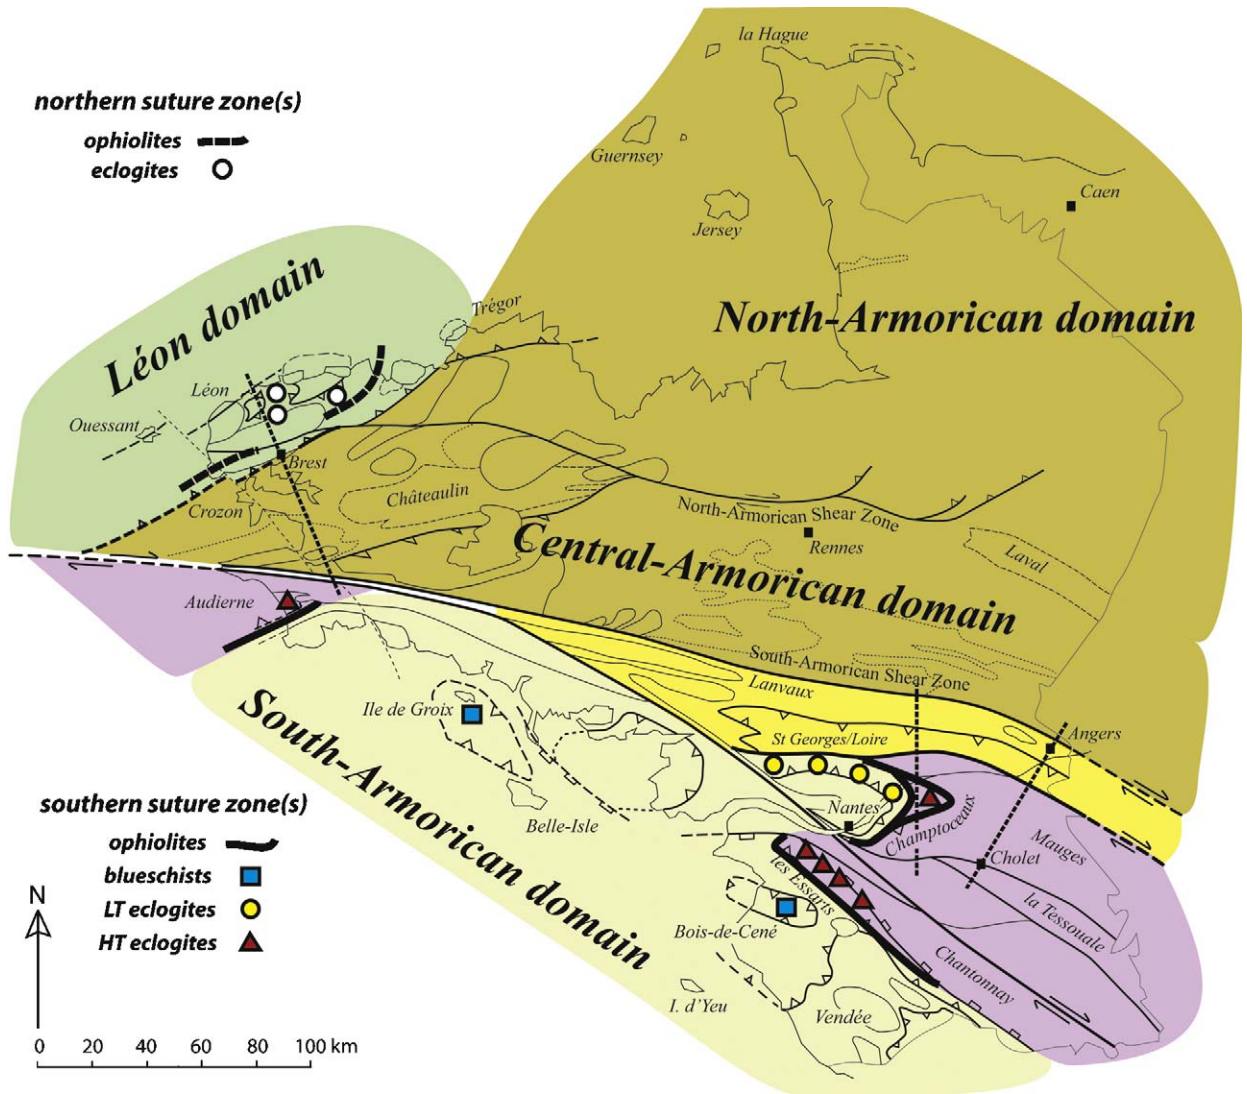 la Hague
northern suture zone(s)
ophiolites
eclogites
Guernsey
Caen
Jersey
Léon domain
Trégor
North-Armorican domain
Léon
Ouessant
Brest
Châteaulin
Crozon
North-Armorican Shear Zone
Rennes
Central-Armorican domain
Laval
Audierne
South-Armorican Shear Zone
Lanvaux
Ile de Groix
St Georges/Loire
Angers
South-Armorican domain
southern suture zone(s)
ophiolites
blueschists
LT eclogites
HT eclogites
Belle-Isle
Nantes
Champtoceaux
Mauges
Cholet
les Essarts
la Tessouale
Bois-de-Cené
Chantonnay
I. d'Yeu
Vendée
N
0 20 40 60 80 100 km